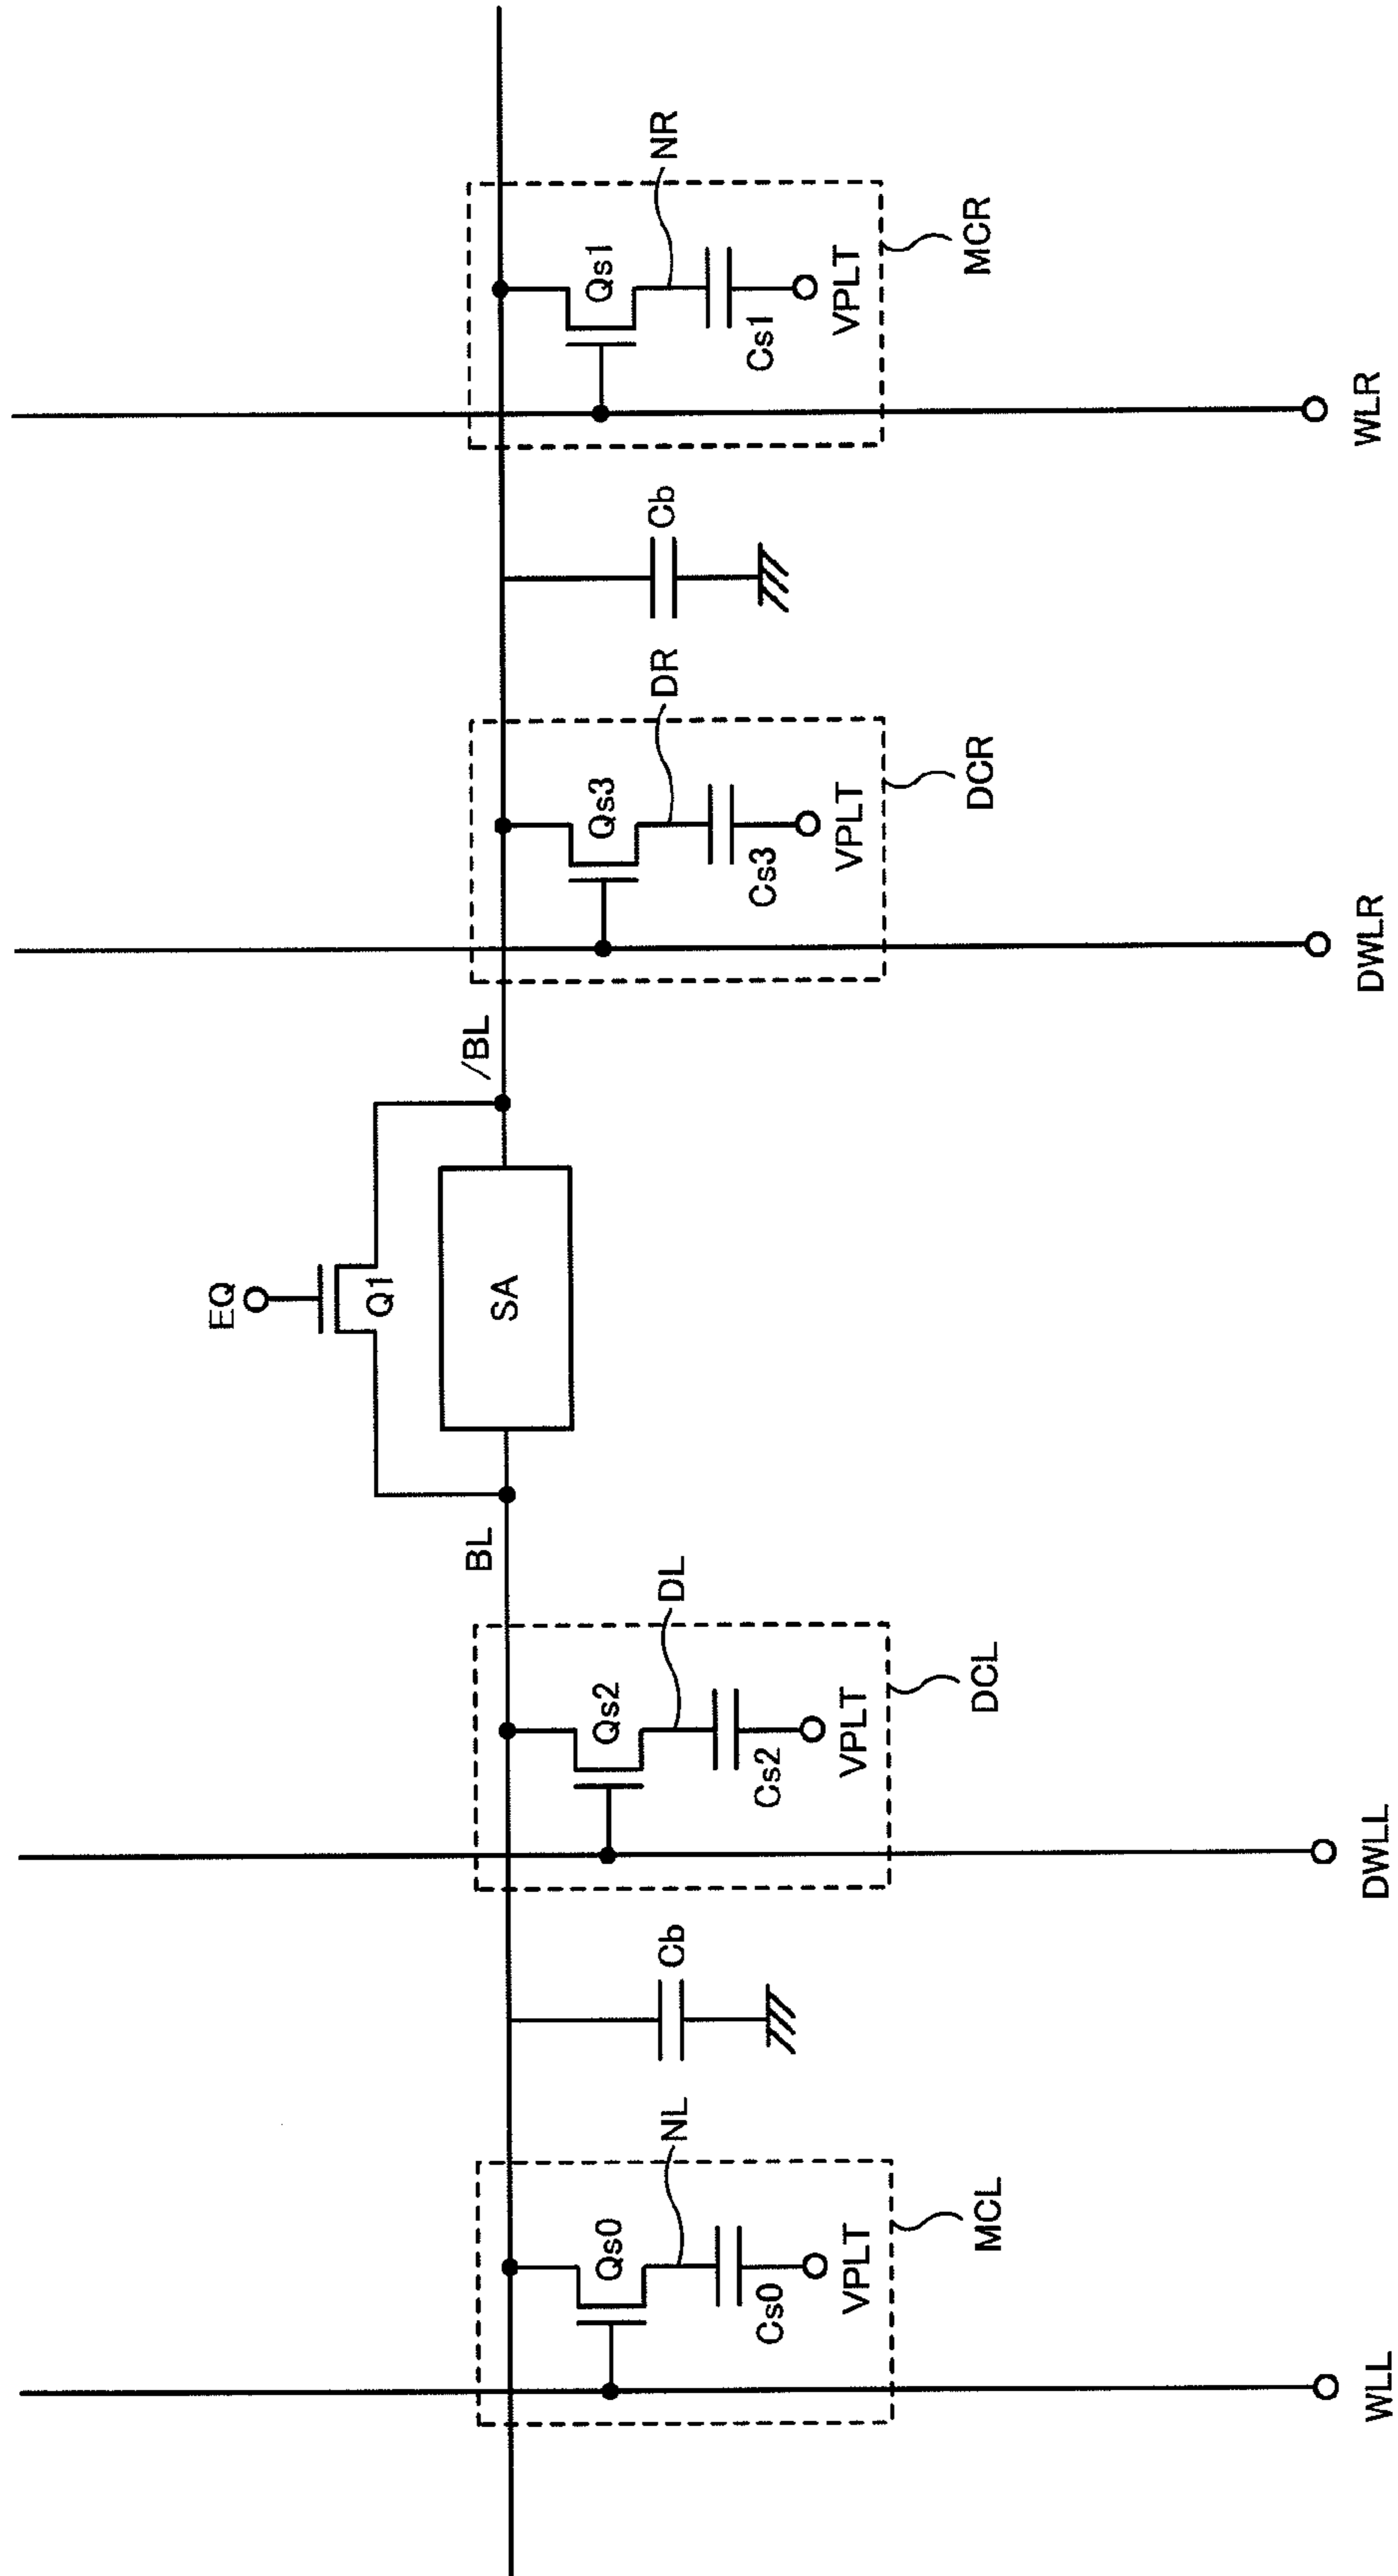 EQ
Q1
SA
BL
/BL
Qs0
NL
Cs0
VPLT
MCL
WLL
Cb
Qs2
DL
Cs2
VPLT
DCL
DWLL
Qs3
DR
Cs3
VPLT
DCR
DWLR
Cb
Qs1
NR
Cs1
VPLT
MCR
WLR